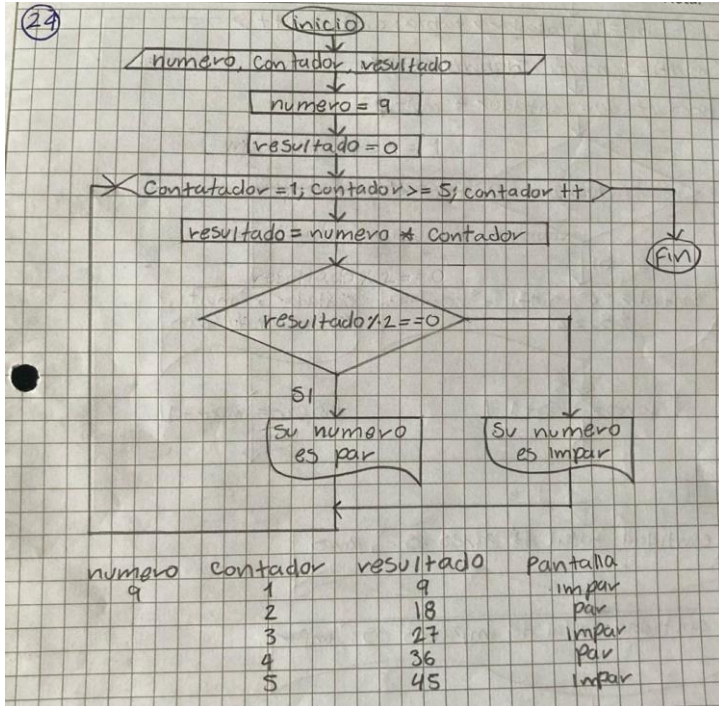 24
inicio
numero, contador, resultado
numero = 9
resultado = 0
Contatador = 1; contador >= 5; contador ++
resultado = numero * contador
Fin
resultado % 2 == 0
SI
su numero
es par
su numero
es impar
numero contador resultado Pantalla
9 1 9 impar
2 18 par
3 27 impar
4 36 par
5 45 impar